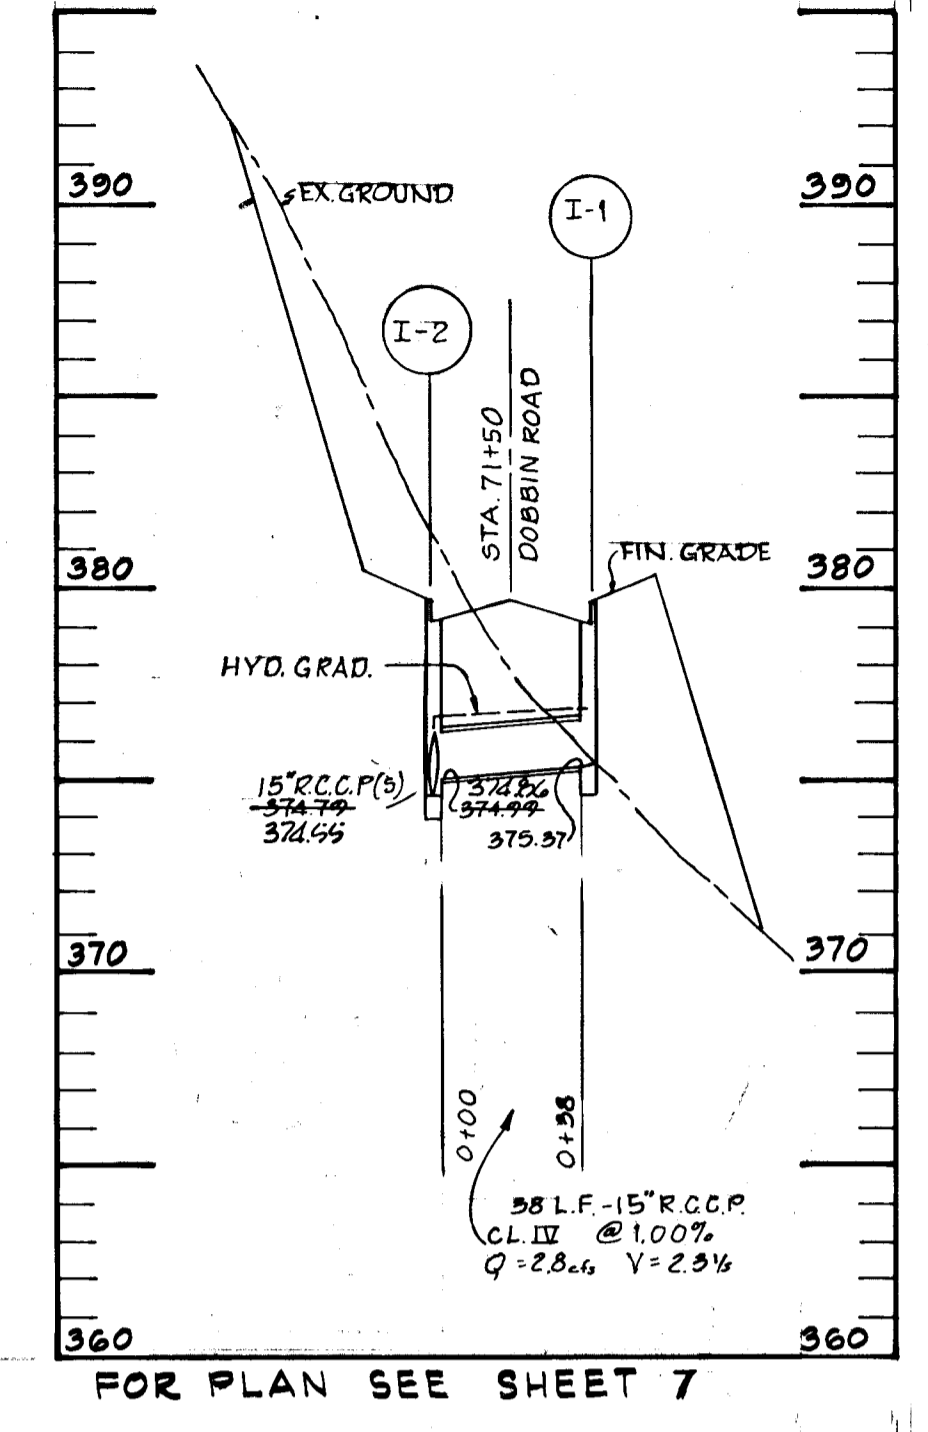 390
390
EX. GROUND
I-1
I-2
STA. 71+50
DOBBIN ROAD
380
380
FIN. GRADE
HYD. GRAD.
15" R.C.C.P(5)
374.79
374.55
374.86
374.99
375.37
370
370
0+00
0+38
38 L.F. - 15" R.C.C.P.
CL. IV @ 1.00%
Q = 2.8 cfs V = 2.3 '/s
360
360
FOR PLAN SEE SHEET 7